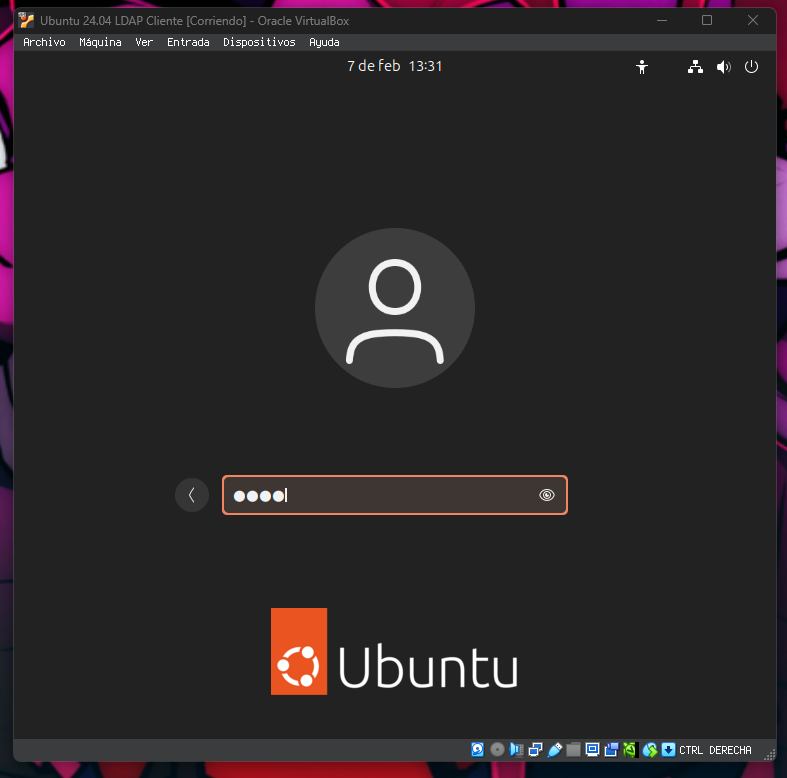 Ubuntu 24.04 LDAP Cliente [Corriendo] - Oracle VirtualBox
Archivo Máquina Ver Entrada Dispositivos Ayuda
7 de feb 13:31
Ubuntu
CTRL DERECHA